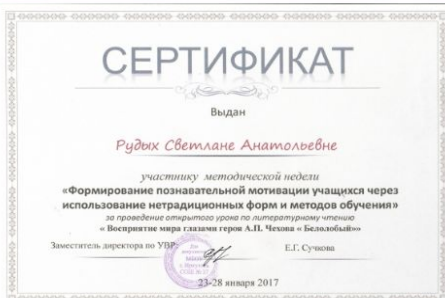 СЕРТИФИКАТ
Выдан
Рудых Светлане Анатольевне
участнику методической недели
«Формирование познавательной мотивации учащихся через
использование нетрадиционных форм и методов обучения»
за проведение открытого урока по литературному чтению
« Восприятие мира глазами героя А.П. Чехова « Белолобый»»
Заместитель директора по УВР
Е.Г. Сучкова
23-28 января 2017